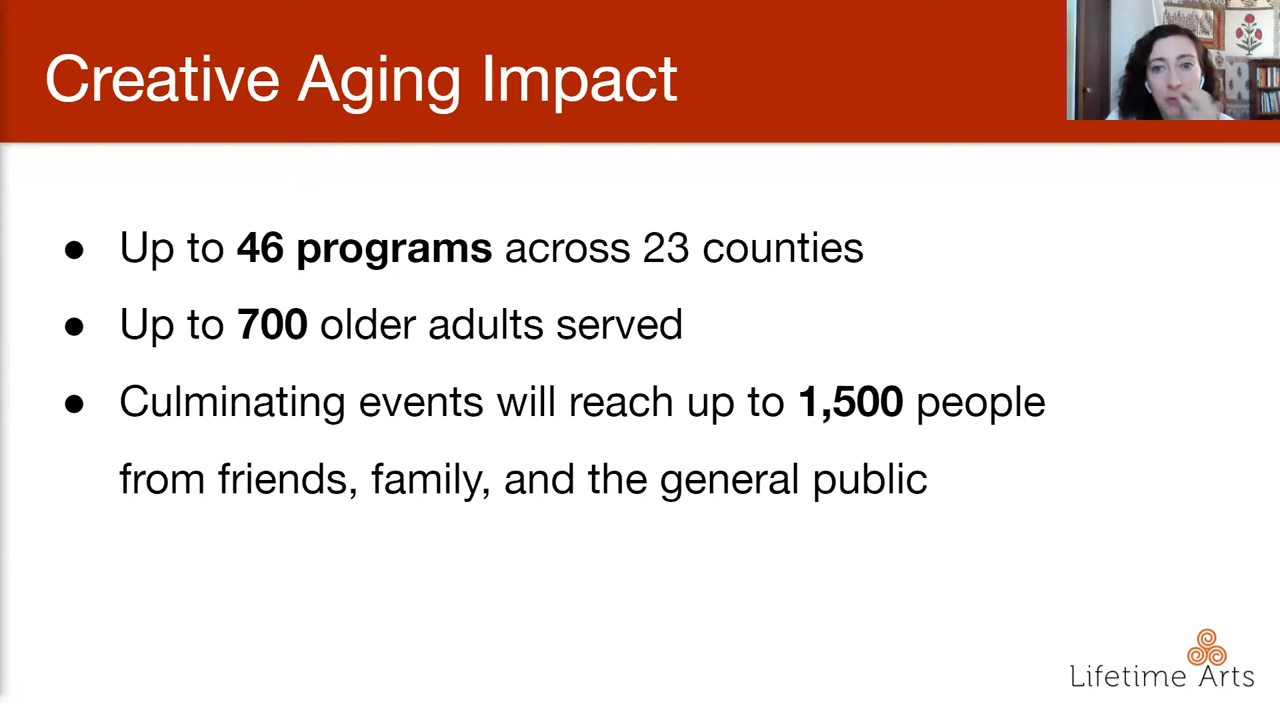 Creative Aging Impact
● Up to 46 programs across 23 counties
● Up to 700 older adults served
● Culminating events will reach up to 1,500 people
from friends, family, and the general public
Lifetime Arts